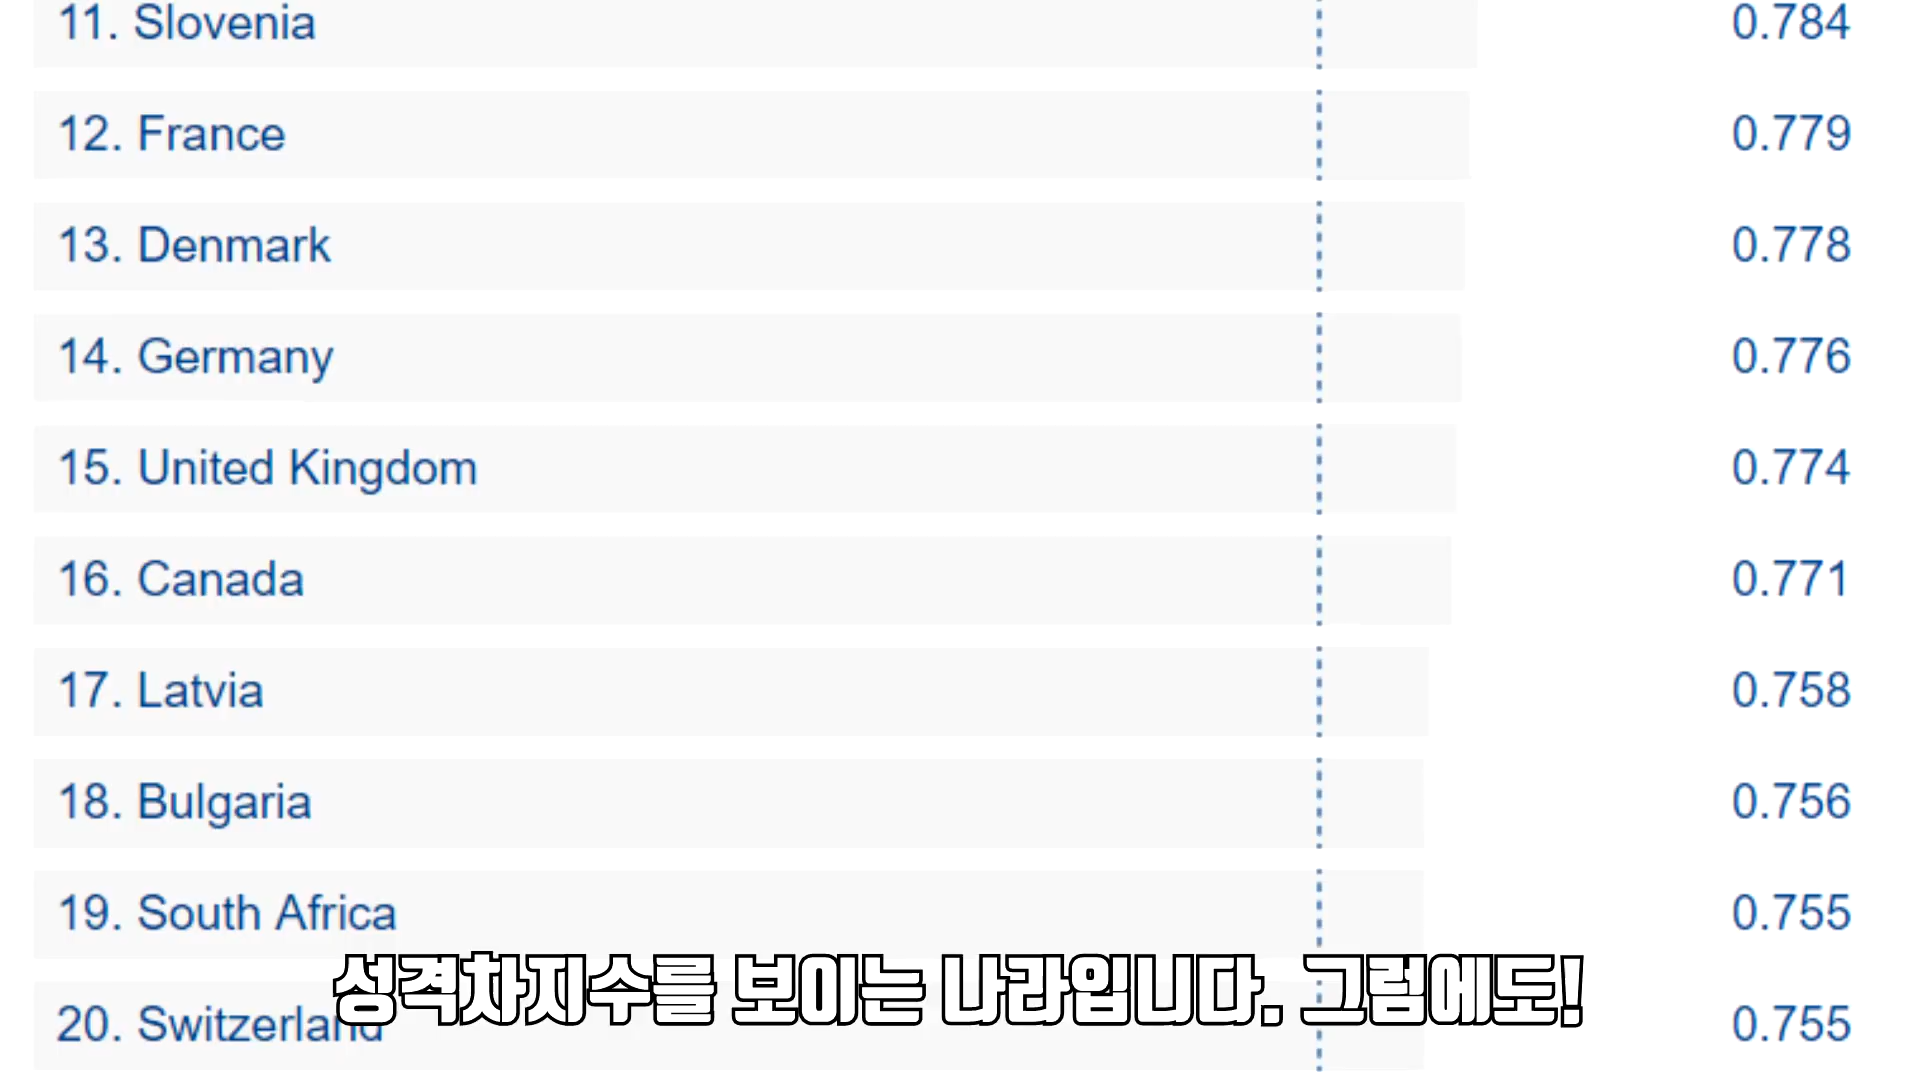 11. Slovenia 0.784
12. France 0.779
13. Denmark 0.778
14. Germany 0.776
15. United Kingdom 0.774
16. Canada 0.771
17. Latvia 0.758
18. Bulgaria 0.756
19. South Africa 0.755
성격차지수를 보이는 나라입니다. 그럼에도!
20. Switzerland 0.755